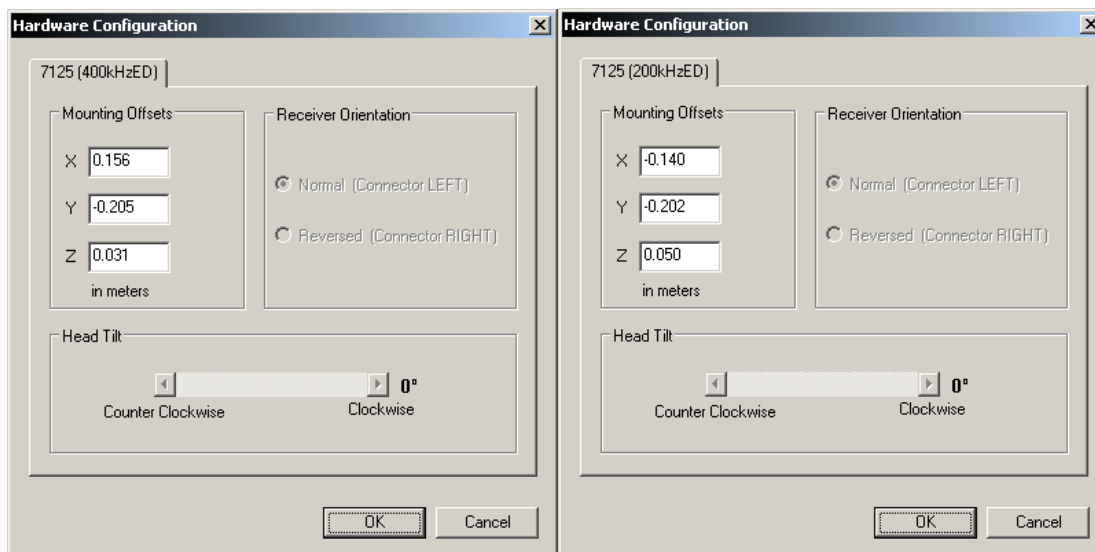 Hardware Configuration
7125 (400kHzED)
Mounting Offsets
X 0.156
Y -0.205
Z 0.031
in meters
Receiver Orientation
Normal (Connector LEFT)
Reversed (Connector RIGHT)
Head Tilt
0°
Counter Clockwise
Clockwise
OK
Cancel
Hardware Configuration
7125 (200kHzED)
Mounting Offsets
X -0.140
Y -0.202
Z 0.050
in meters
Receiver Orientation
Normal (Connector LEFT)
Reversed (Connector RIGHT)
Head Tilt
0°
Counter Clockwise
Clockwise
OK
Cancel